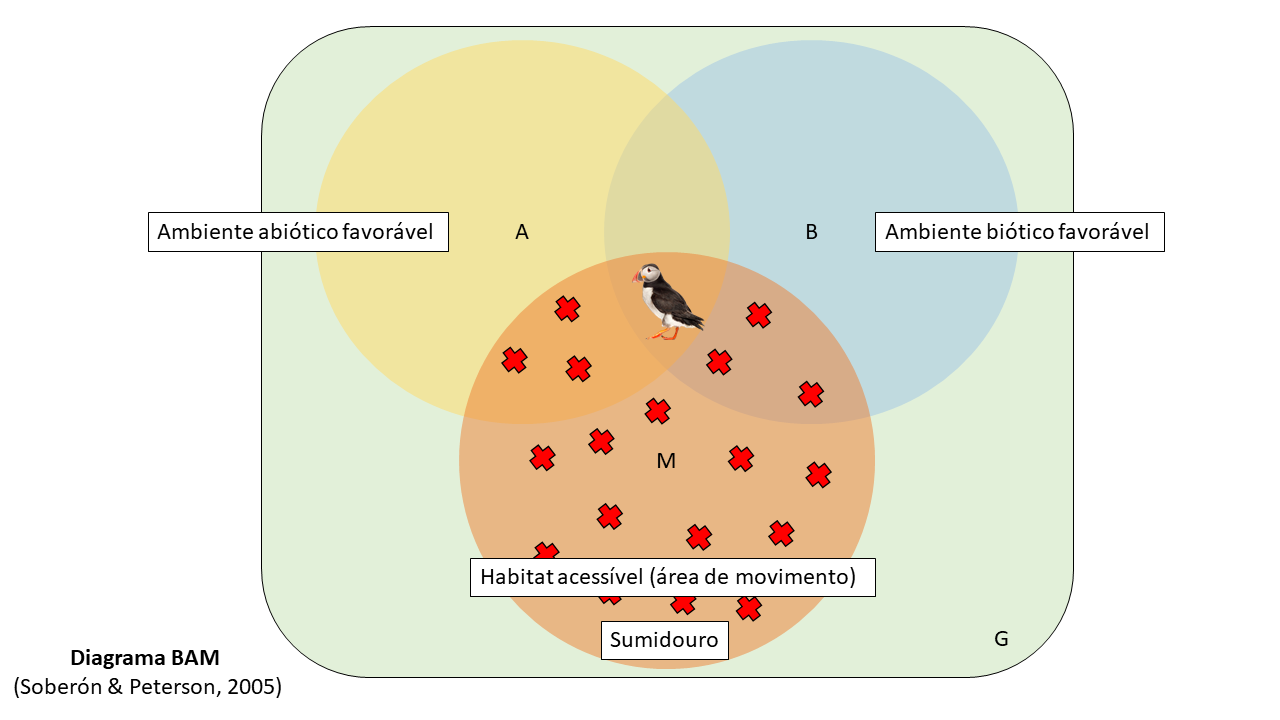 A
B
Ambiente abiótico favorável
Ambiente biótico favorável
M
Habitat acessível (área de movimento)
Sumidouro
G
Diagrama BAM
(Soberón & Peterson, 2005)